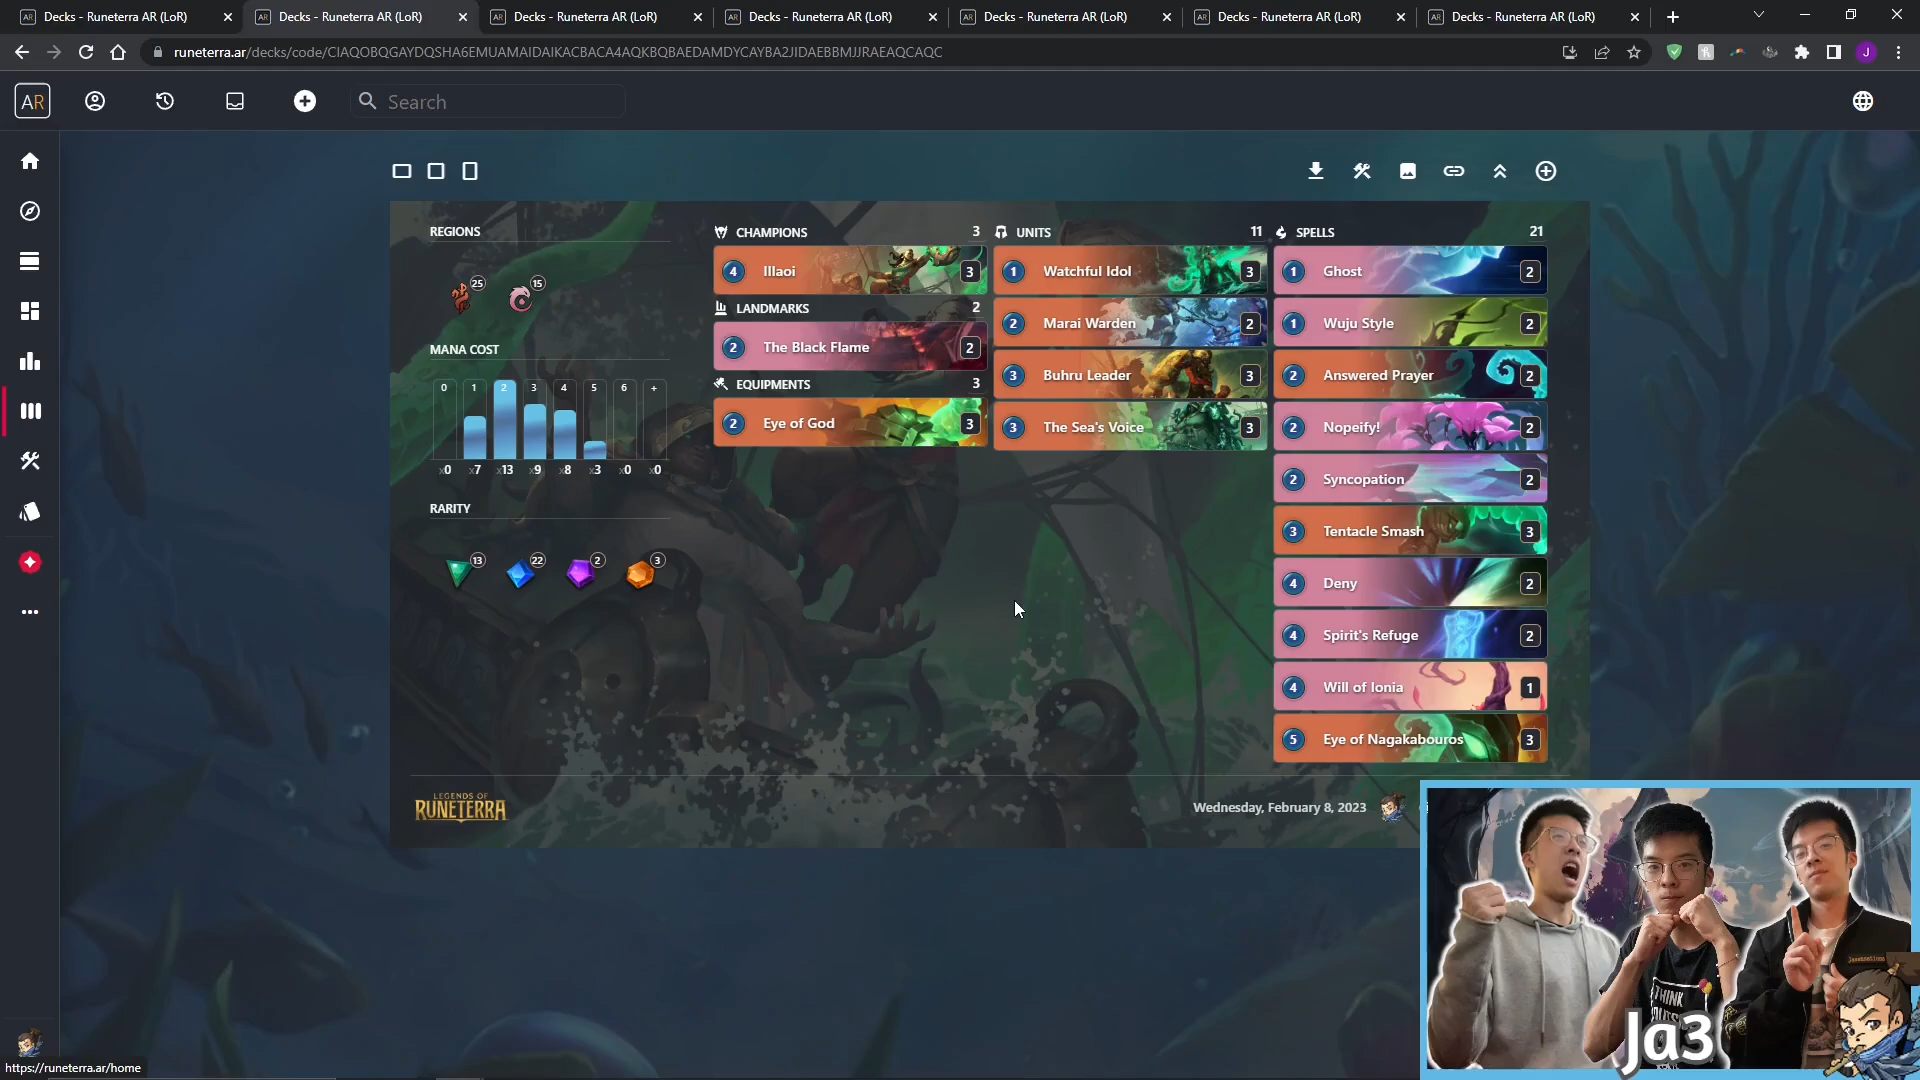 Decks - Runeterra AR (LoR)
Decks - Runeterra AR (LoR)
Decks - Runeterra AR (LoR)
Decks - Runeterra AR (LoR)
Decks - Runeterra AR (LoR)
Decks - Runeterra AR (LoR)
Decks - Runeterra AR (LoR)
runeterra.ar/decks/code/CIAQOBQGAYDQSHA6EMUAMAIDAIKACBACA4AQKBQBAEDAMDYCAYBA2JIDAEBBMJJRAEAQCAQC
J
AR
Search
REGIONS
25
15
MANA COST
0 1 2 3 4 5 6 +
x0 x7 x13 x9 x8 x3 x0 x0
RARITY
13
22
2
3
CHAMPIONS 3
4 Illaoi 3
LANDMARKS 2
2 The Black Flame 2
EQUIPMENTS 3
2 Eye of God 3
UNITS 11
1 Watchful Idol 3
2 Marai Warden 2
3 Buhru Leader 3
3 The Sea's Voice 3
SPELLS 21
1 Ghost 2
1 Wuju Style 2
2 Answered Prayer 2
2 Nopeify! 2
2 Syncopation 2
3 Tentacle Smash 3
4 Deny 2
4 Spirit's Refuge 2
4 Will of Ionia 1
5 Eye of Nagakabouros 3
LEGENDS OF
RUNETERRA
Wednesday, February 8, 2023
THINK
Ja3
https://runeterra.ar/home